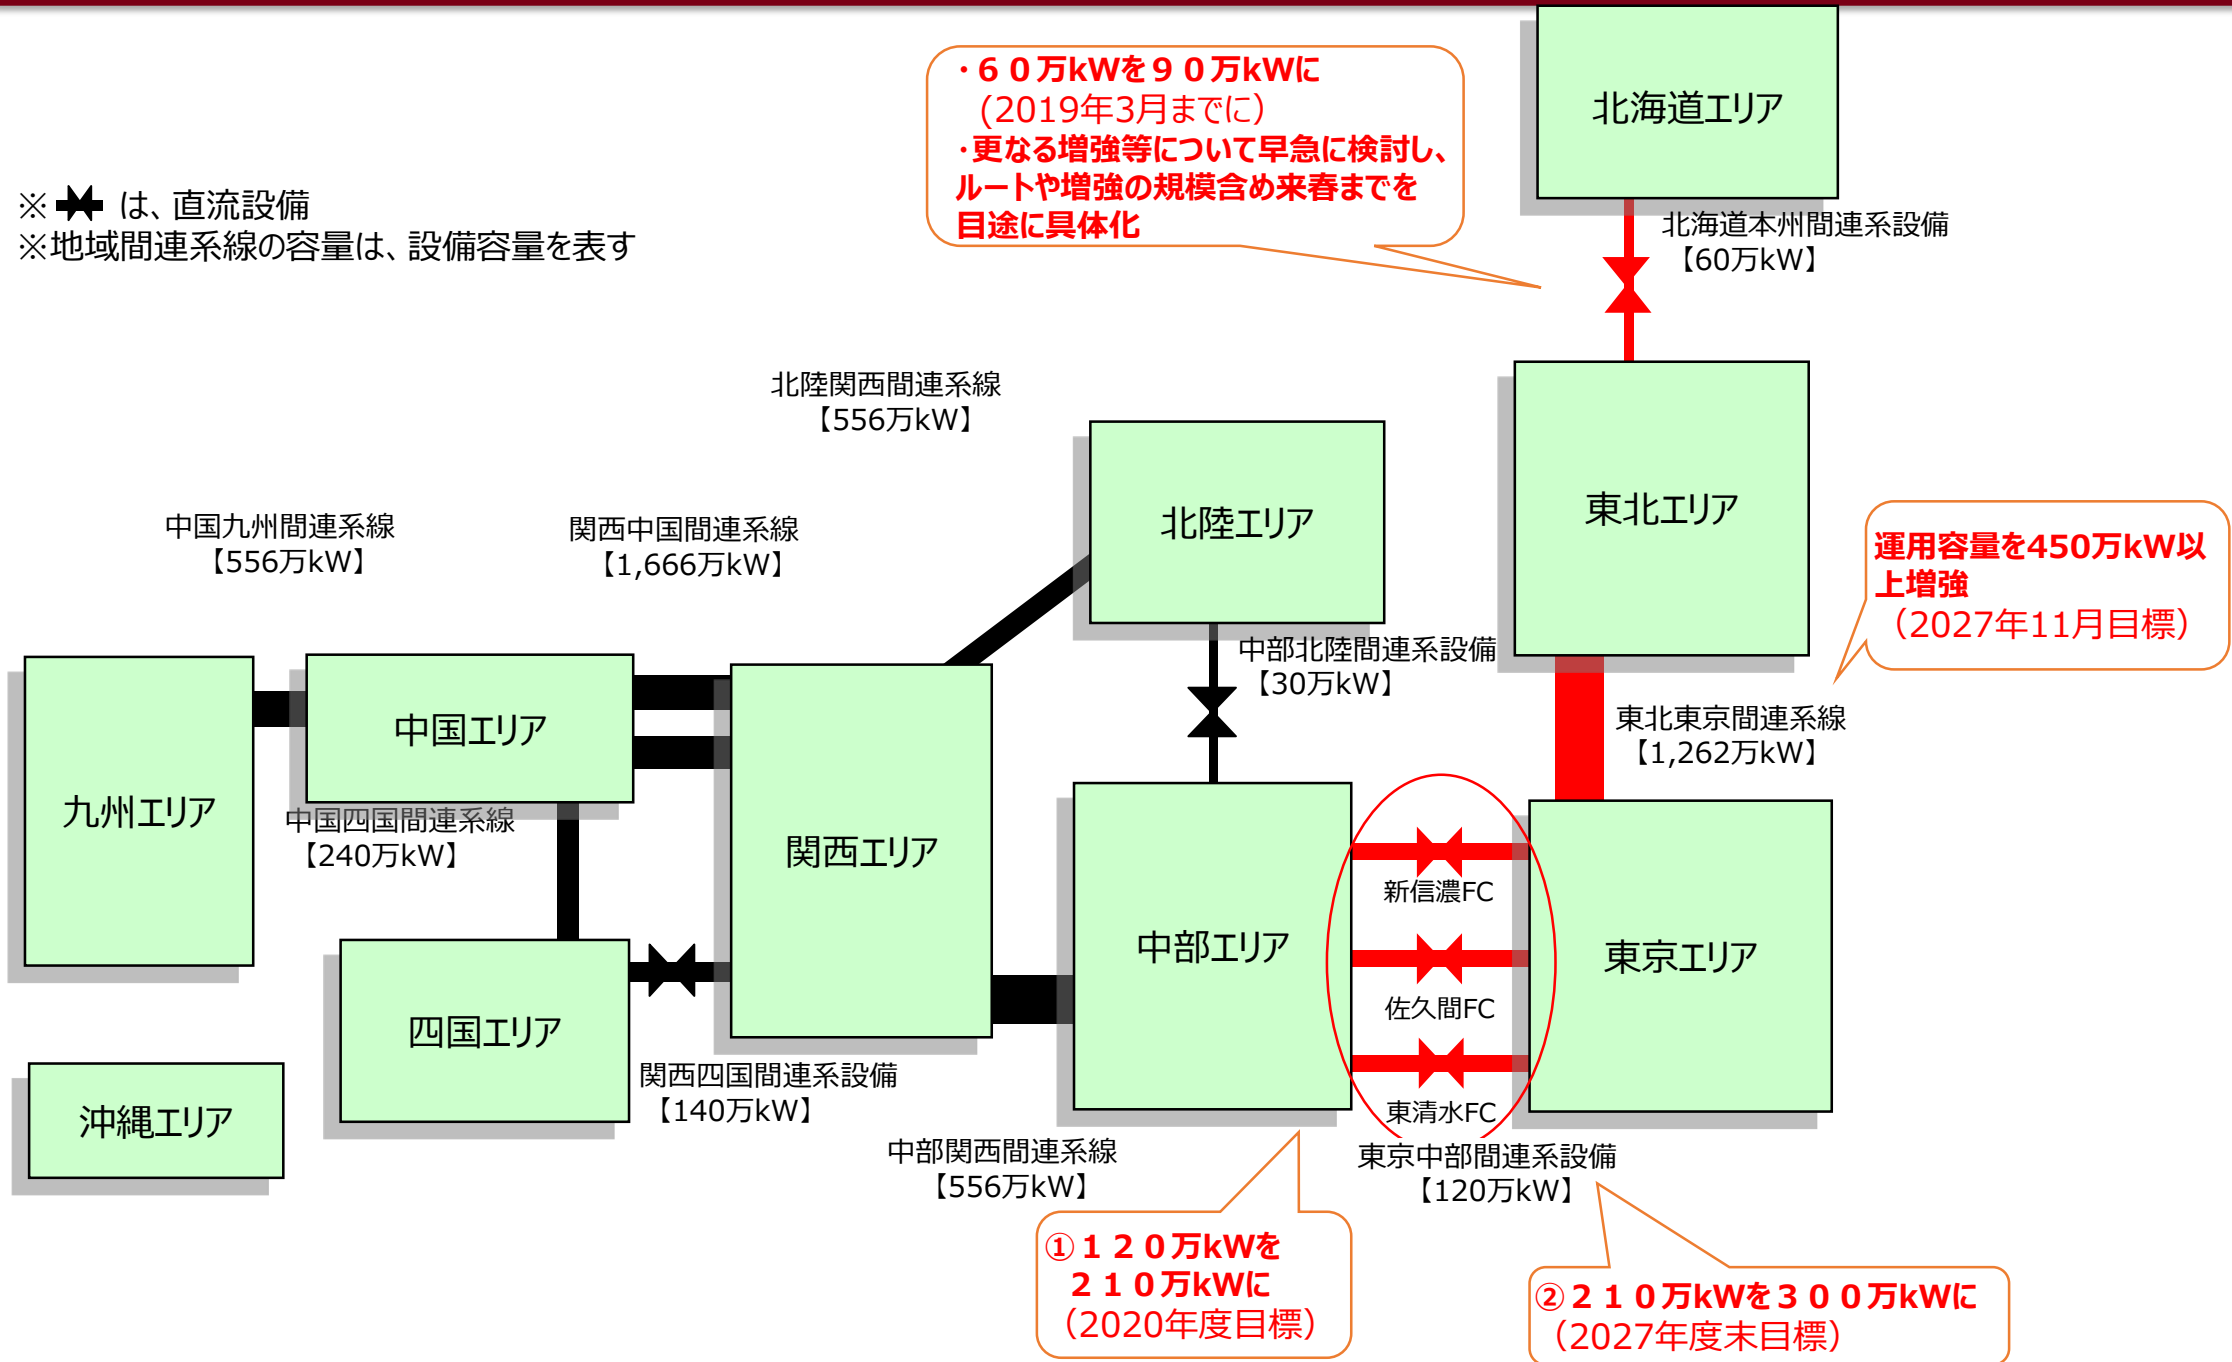 ・６０万kWを９０万kWに
(2019年3月までに)
・更なる増強等について早急に検討し、
ルートや増強の規模含め来春までを
目途に具体化
北海道エリア
※ は、直流設備
※地域間連系線の容量は、設備容量を表す
北海道本州間連系設備
【60万kW】
北陸関西間連系線
【556万kW】
北陸エリア
東北エリア
中国九州間連系線
【556万kW】
関西中国間連系線
【1,666万kW】
運用容量を450万kW以
上増強
（2027年11月目標）
中部北陸間連系設備
【30万kW】
東北東京間連系線
【1,262万kW】
中国エリア
九州エリア
中国四国間連系線
【240万kW】
関西エリア
新信濃FC
中部エリア
東京エリア
佐久間FC
四国エリア
関西四国間連系設備
【140万kW】
東清水FC
沖縄エリア
中部関西間連系線
【556万kW】
東京中部間連系設備
【120万kW】
①１２０万kWを
２１０万kWに
（2020年度目標）
②２１０万kWを３００万kWに
（2027年度末目標）